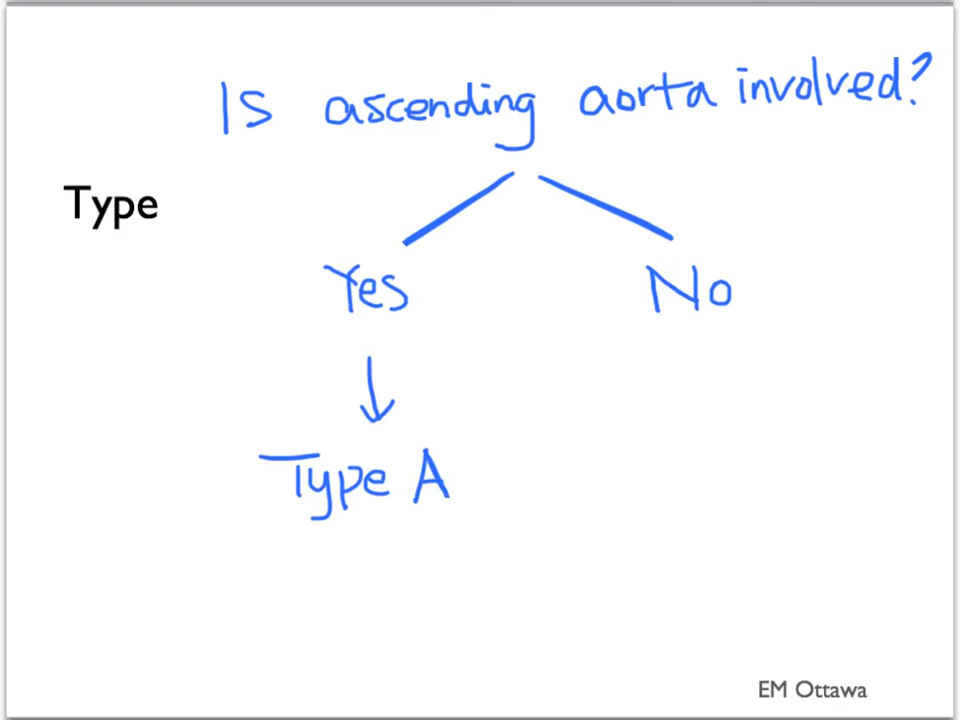 Is ascending aorta involved?
Type
Yes No
Type A
EM Ottawa